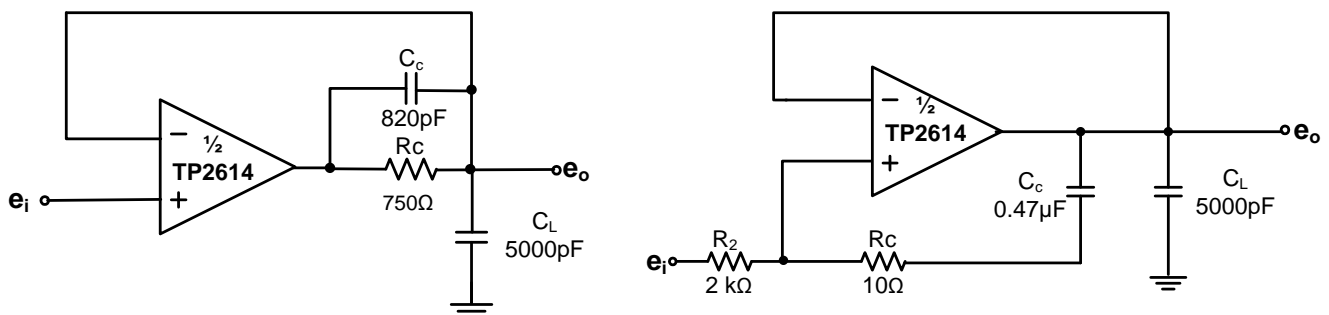 Cc
820pF
½
TP2614
Rc
750Ω
ei
eo
CL
5000pF
½
TP2614
eo
Cc
0.47µF
CL
5000pF
R2
2 kΩ
Rc
10Ω
ei